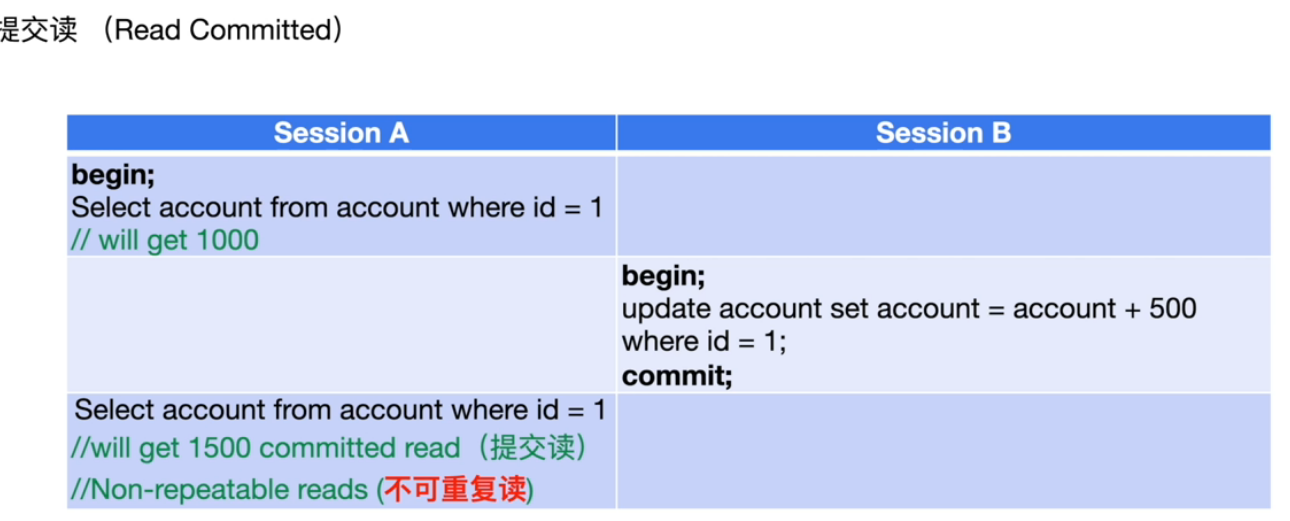 提交读 （Read Committed）
Session A
Session B
begin;
Select account from account where id = 1
// will get 1000
begin;
update account set account = account + 500
where id = 1;
commit;
Select account from account where id = 1
//will get 1500 committed read（提交读）
//Non-repeatable reads (不可重复读)